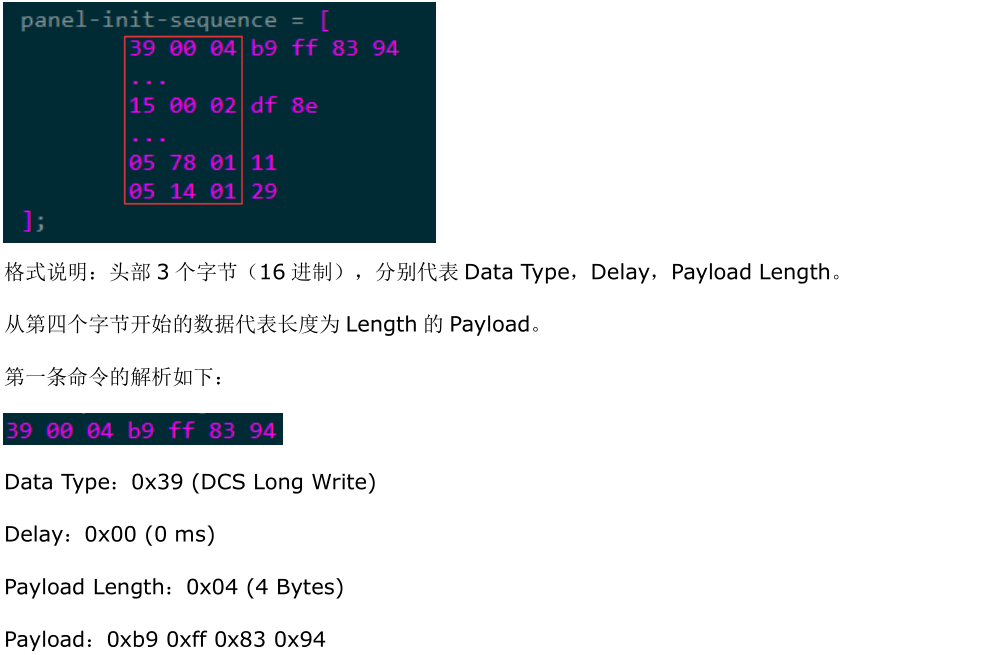 panel-init-sequence = [
39 00 04 b9 ff 83 94
...
15 00 02 df 8e
...
05 78 01 11
05 14 01 29
];
格式说明：头部 3 个字节（16 进制），分别代表 Data Type，Delay，Payload Length。
从第四个字节开始的数据代表长度为 Length 的 Payload。
第一条命令的解析如下：
39 00 04 b9 ff 83 94
Data Type：0x39 (DCS Long Write)
Delay：0x00 (0 ms)
Payload Length：0x04 (4 Bytes)
Payload：0xb9 0xff 0x83 0x94